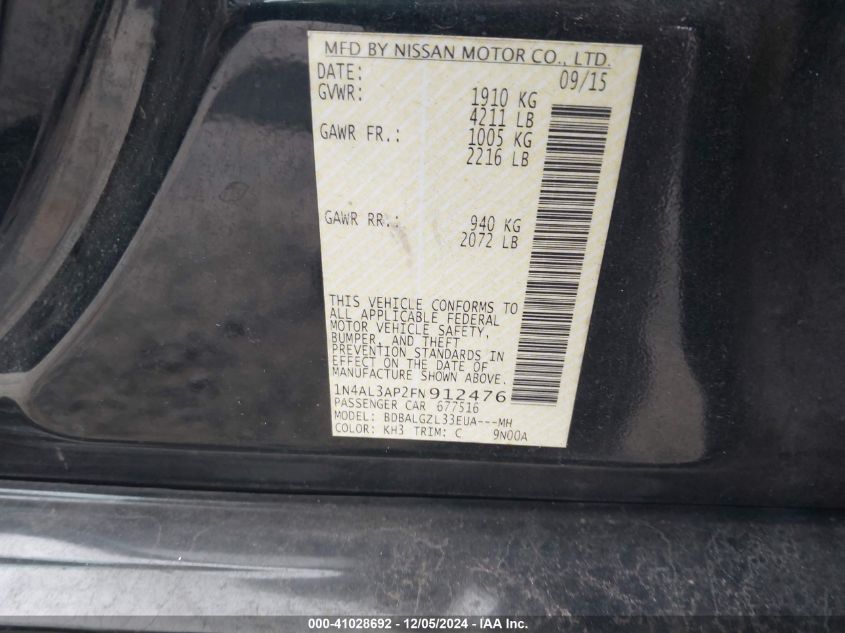 MFD BY NISSAN MOTOR CO., LTD.
DATE: 09/15
GVWR: 1910 KG
4211 LB
GAWR FR.: 1005 KG
2216 LB
GAWR RR.: 940 KG
2072 LB
THIS VEHICLE CONFORMS TO
ALL APPLICABLE FEDERAL
MOTOR VEHICLE SAFETY,
BUMPER, AND THEFT
PREVENTION STANDARDS IN
EFFECT ON THE DATE OF
MANUFACTURE SHOWN ABOVE.
1N4AL3AP2FN912476
PASSENGER CAR 677516
MODEL: BDBALGZL33EUA---MH
COLOR: KH3 TRIM: C 9N00A
000-41028692 - 12/05/2024 - IAA Inc.